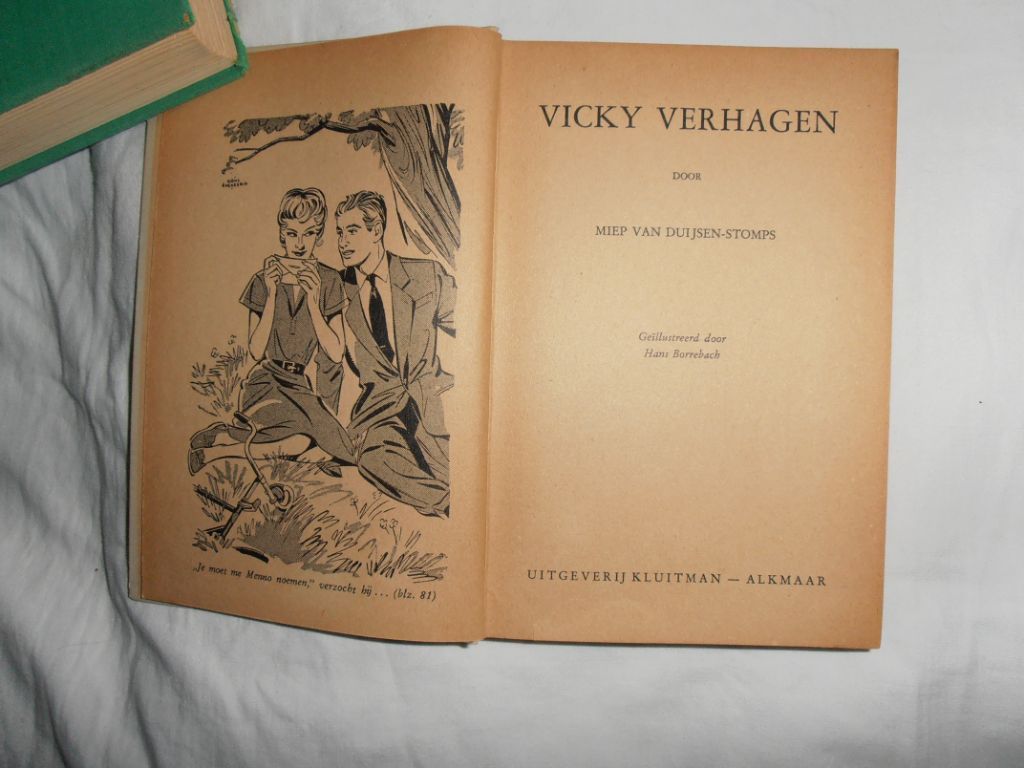 „Je moet me Menno noemen,” verzocht hij ... (blz. 81)
VICKY VERHAGEN
DOOR
MIEP VAN DUIJSEN-STOMPS
Geïllustreerd door
Hans Borrebach
UITGEVERIJ KLUITMAN — ALKMAAR